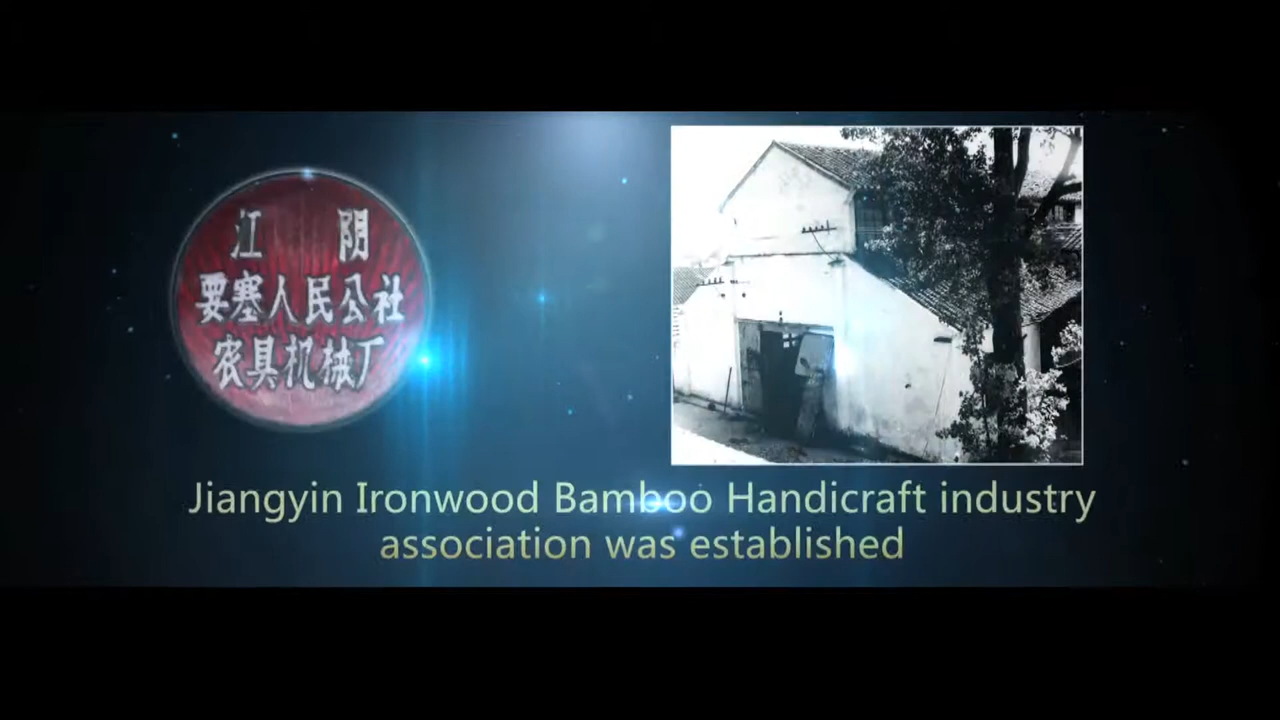 江 阴
要塞人民公社
农具机械厂
Jiangyin Ironwood Bamboo Handicraft industry
association was established